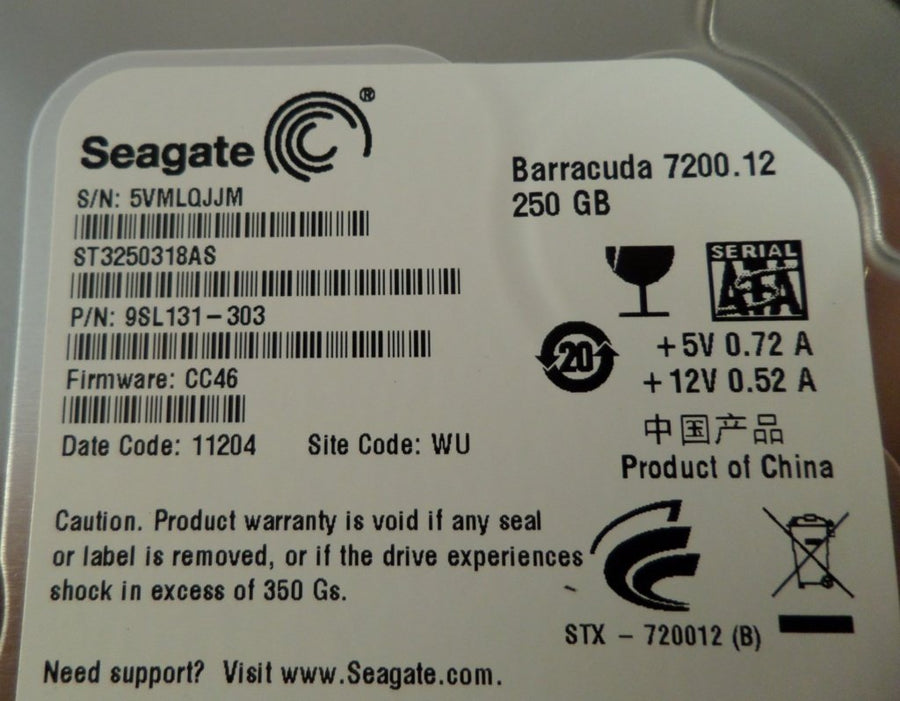 Seagate ®
S/N: 5VMLQJJM
ST3250318AS
P/N: 9SL131-303
Firmware: CC46
Date Code: 11204 Site Code: WU
Barracuda 7200.12
250 GB
SERIAL
ATA
20
+5V 0.72 A
+12V 0.52 A
中国产品
Product of China
Caution. Product warranty is void if any seal
or label is removed, or if the drive experiences
shock in excess of 350 Gs.
STX - 720012 (B)
Need support? Visit www.Seagate.com.